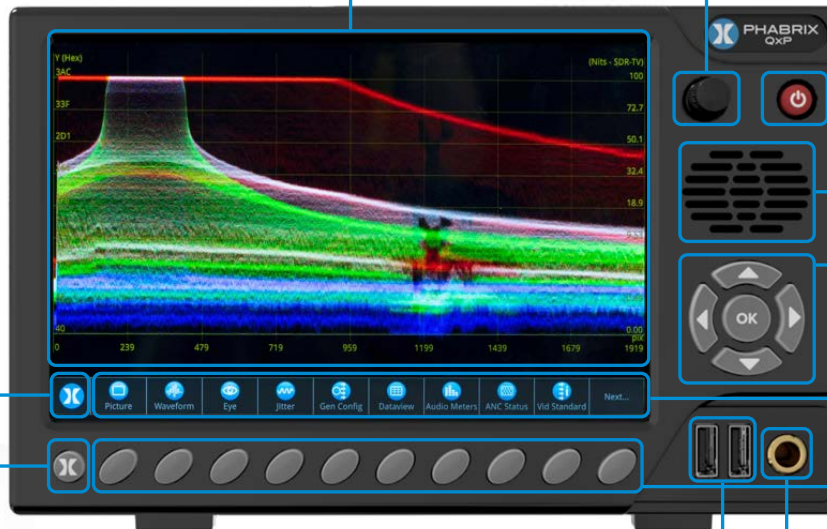 PHABRIX
QxP
Y (Hex)
(Nits - SDR-TV)
3AC
100
33F
72.7
2D1
50.1
32.4
18.9
40
0.00
pix
0 239 479 719 959 1199 1439 1679 1919
Picture Waveform Eye Jitter Gen Config Dataview Audio Meters ANC Status Vid Standard Next...
OK